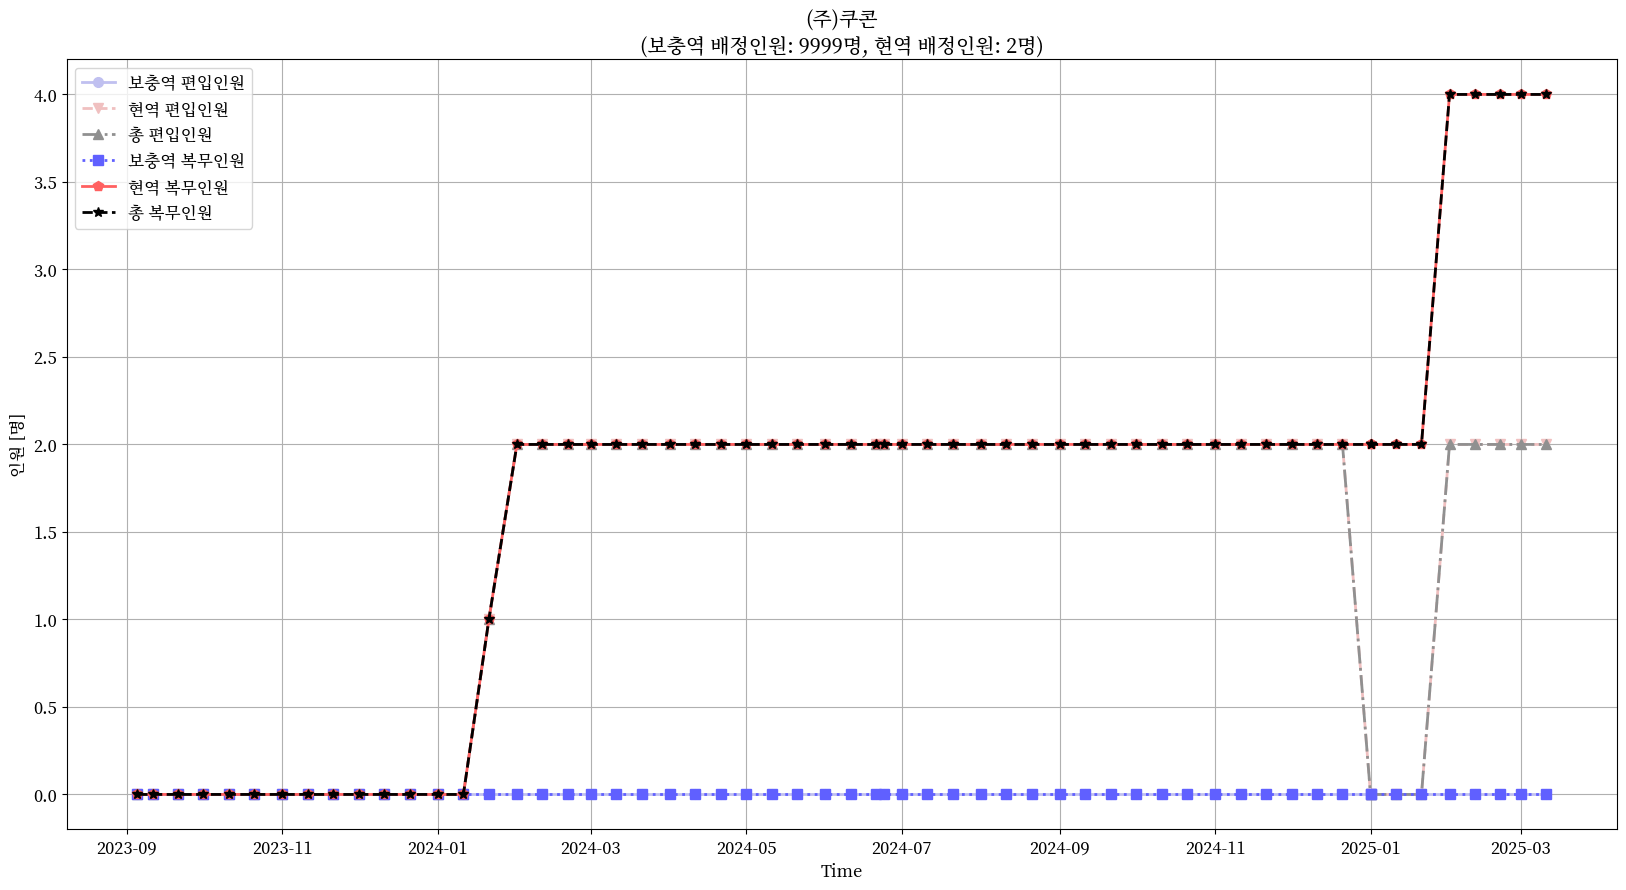 (주)쿠콘
(보충역 배정인원: 9999명, 현역 배정인원: 2명)
보충역 편입인원
현역 편입인원
총 편입인원
보충역 복무인원
현역 복무인원
총 복무인원
4.0
3.5
3.0
2.5
2.0
1.5
1.0
0.5
0.0
인원 [명]
2023-09 2023-11 2024-01 2024-03 2024-05 2024-07 2024-09 2024-11 2025-01 2025-03
Time